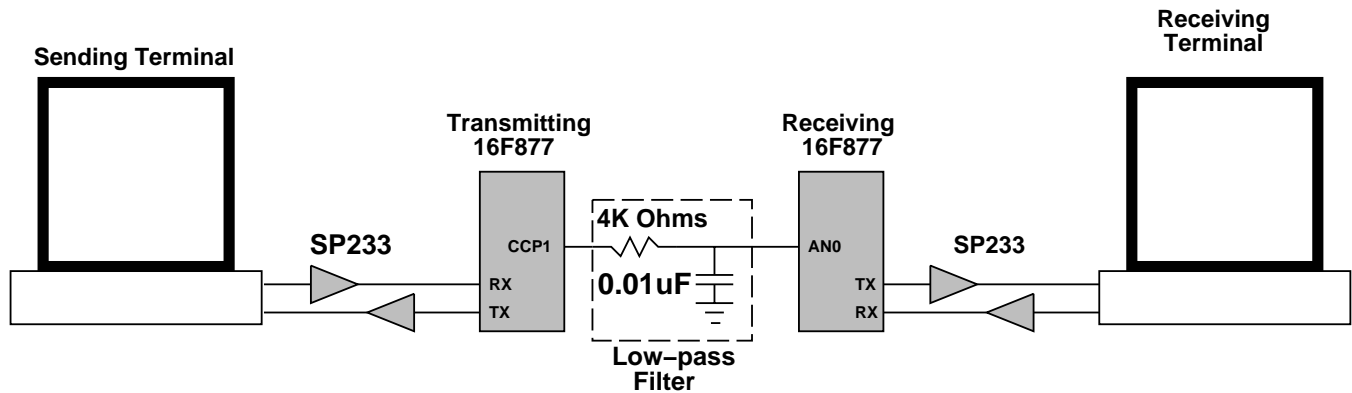 Sending Terminal
Receiving
Terminal
Transmitting
16F877
Receiving
16F877
SP233
CCP1
RX
TX
4K Ohms
0.01uF
Low−pass
Filter
AN0
TX
RX
SP233